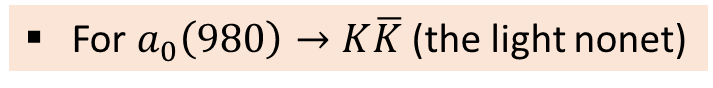 ▪ For a₀(980) → KK̅ (the light nonet)